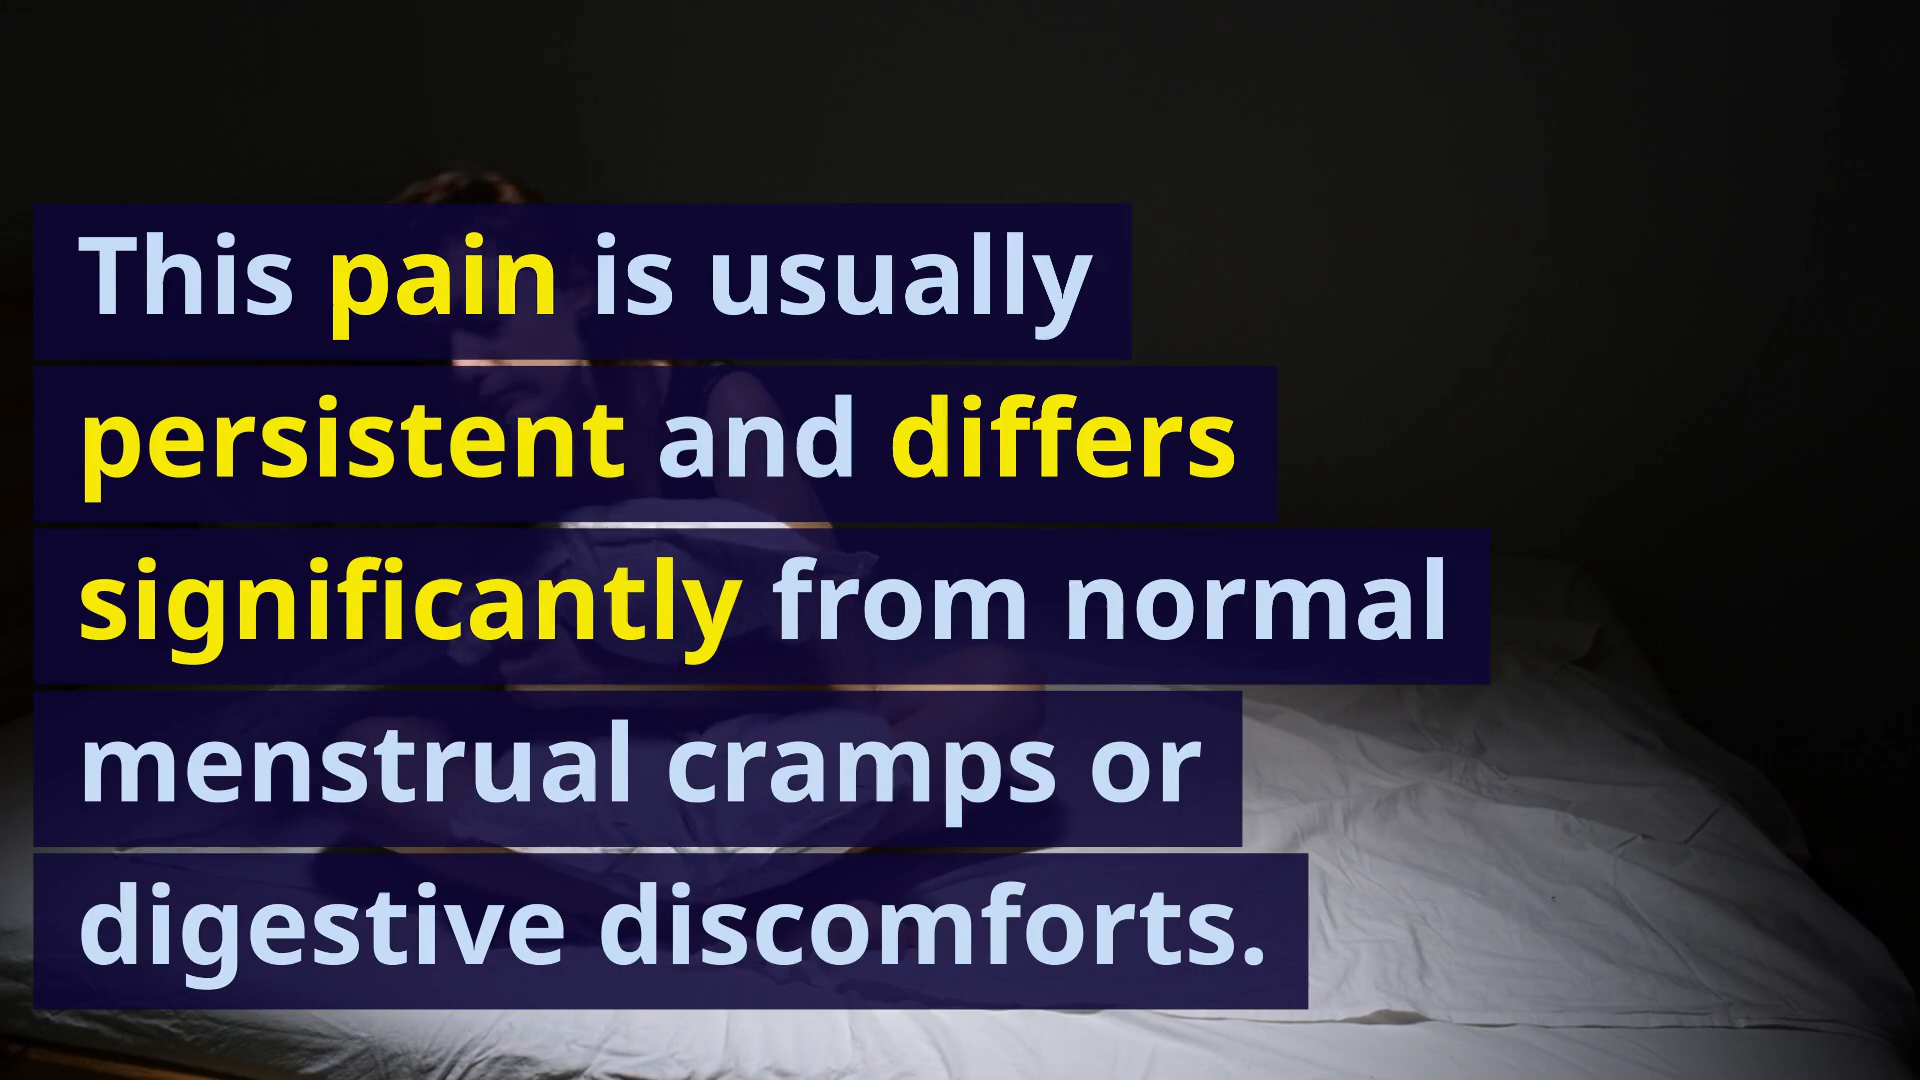 This pain is usually
persistent and differs
significantly from normal
menstrual cramps or
digestive discomforts.